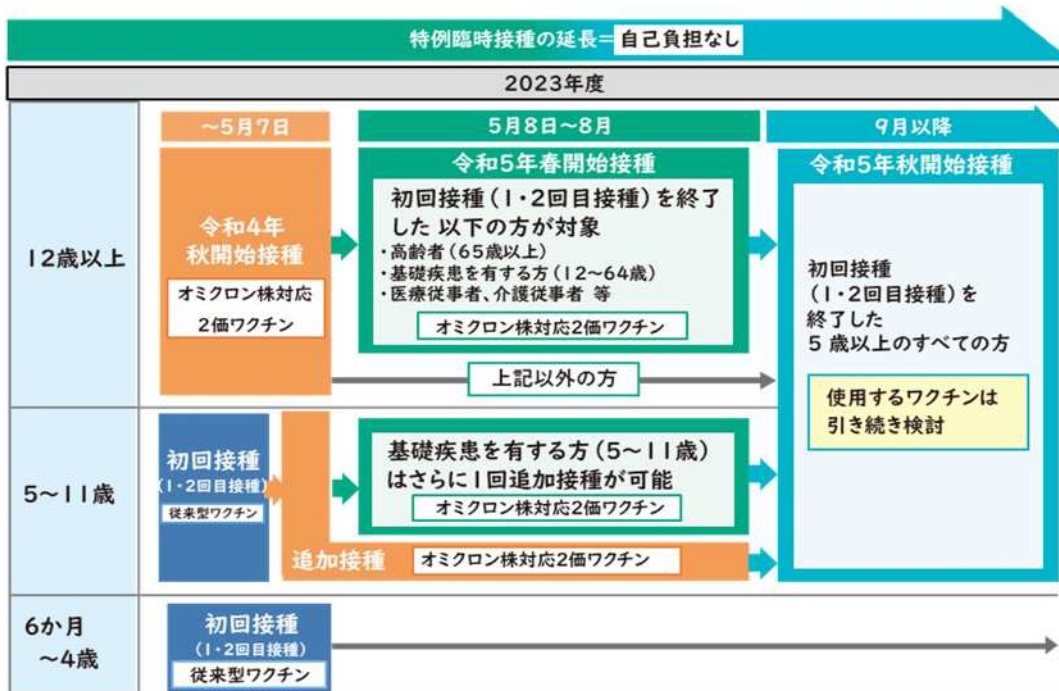 特例臨時接種の延長=自己負担なし
2023年度
～5月7日
5月8日～8月
9月以降
12歳以上
令和4年
秋開始接種
オミクロン株対応
2価ワクチン
令和5年春開始接種
初回接種(1・2回目接種)を終了
した 以下の方が対象
・高齢者(65歳以上)
・基礎疾患を有する方(12～64歳)
・医療従事者、介護従事者 等
オミクロン株対応2価ワクチン
上記以外の方
令和5年秋開始接種
初回接種
(1・2回目接種)を
終了した
5 歳以上のすべての方
使用するワクチンは
引き続き検討
5～11歳
初回接種
(1・2回目接種)
従来型ワクチン
基礎疾患を有する方(5～11歳)
はさらに1回追加接種が可能
オミクロン株対応2価ワクチン
追加接種 オミクロン株対応2価ワクチン
6か月
～4歳
初回接種
(1・2回目接種)
従来型ワクチン